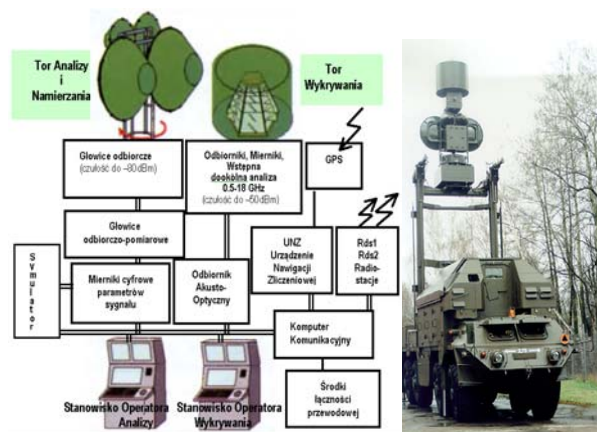 Tor Analizy
i
Namierzania
Tor
Wykrywania
Głowice odbiorcze
(czułość do -80dBm)
Odbiorniki, Mierniki,
Wstępna
dookólna analiza
0.5-18 GHz
(czułość do -50dBm)
GPS
Głowice
odbiorczo-pomiarowe
UNZ
Urządzenie
Nawigacji
Zliczeniowej
Rds1
Rds2
Radio-
stacje
Symulator
Mierniki cyfrowe
parametrów
sygnału
Odbiornik
Akusto-
Optyczny
Komputer
Komunikacyjny
Stanowisko Operatora
Analizy
Stanowisko Operatora
Wykrywania
Środki
łączności
przewodowej